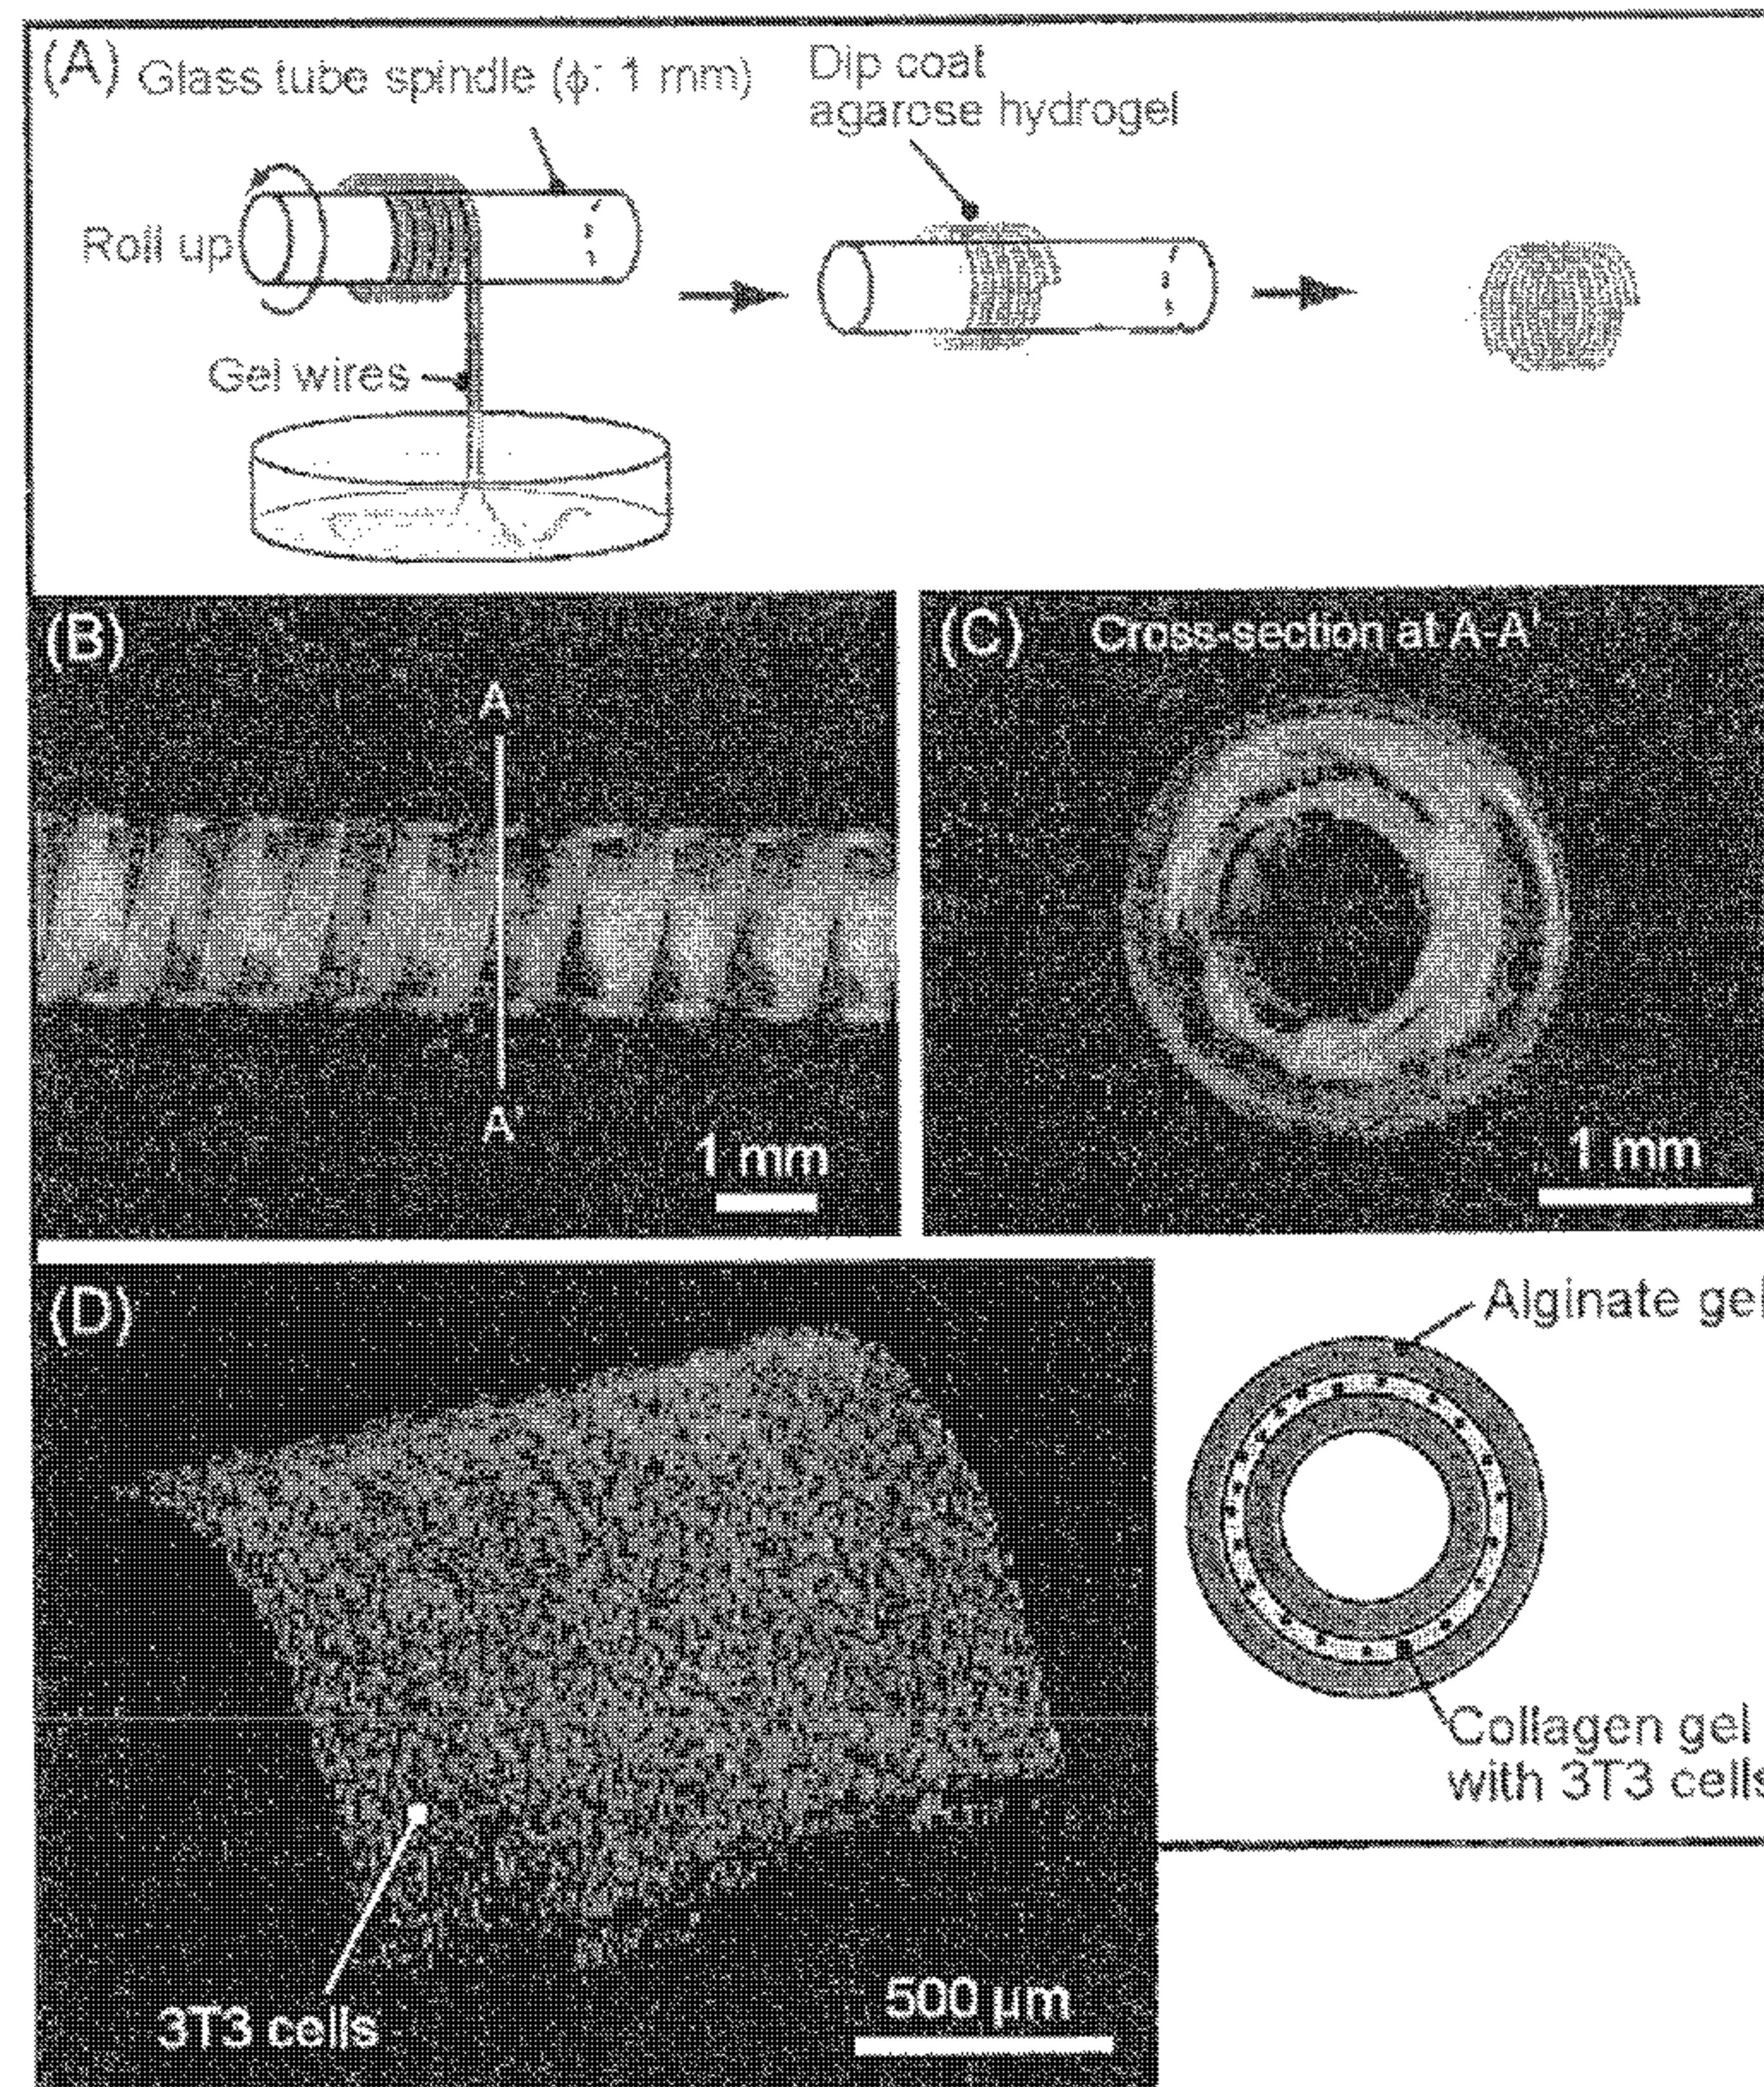 (A) Glass tube spindle (ϕ: 1 mm)
Dip coat
agarose hydrogel
Roll up
Gel wires
(B)
A
A'
1 mm
(C) Cross-section at A-A'
1 mm
(D)
3T3 cells
500 µm
Alginate gel
Collagen gel
with 3T3 cells